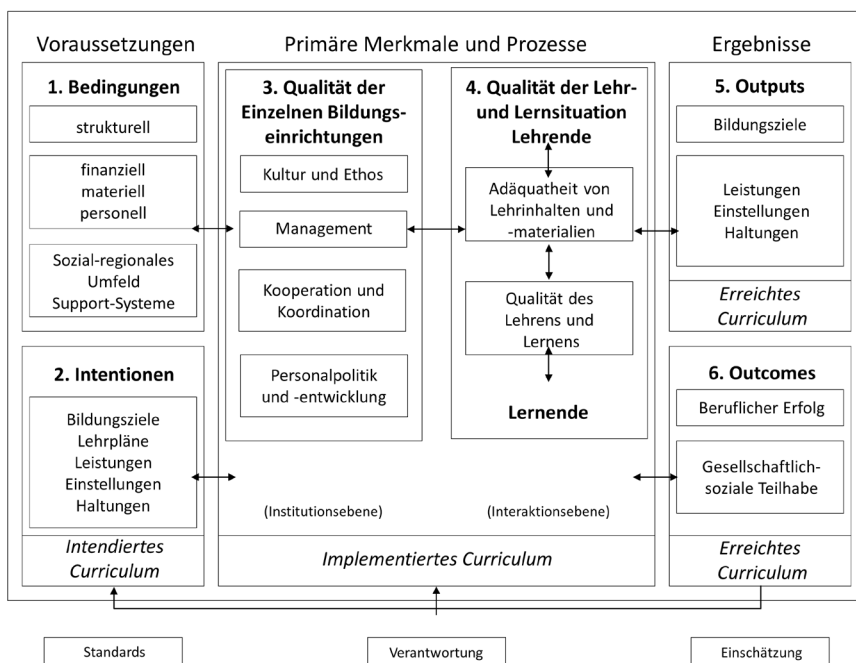 Voraussetzungen
Primäre Merkmale und Prozesse
Ergebnisse
1. Bedingungen
strukturell
finanziell
materiell
personell
Sozial-regionales
Umfeld
Support-Systeme
2. Intentionen
Bildungsziele
Lehrpläne
Leistungen
Einstellungen
Haltungen
Intendiertes
Curriculum
3. Qualität der
Einzelnen Bildungs-
einrichtungen
Kultur und Ethos
Management
Kooperation und
Koordination
Personalpolitik
und -entwicklung
(Institutionsebene)
4. Qualität der Lehr-
und Lernsituation
Lehrende
Adäquatheit von
Lehrinhalten und
-materialien
Qualität des
Lehrens und
Lernens
Lernende
(Interaktionsebene)
Implementiertes Curriculum
5. Outputs
Bildungsziele
Leistungen
Einstellungen
Haltungen
Erreichtes
Curriculum
6. Outcomes
Beruflicher Erfolg
Gesellschaftlich-
soziale Teilhabe
Erreichtes
Curriculum
Standards
Verantwortung
Einschätzung